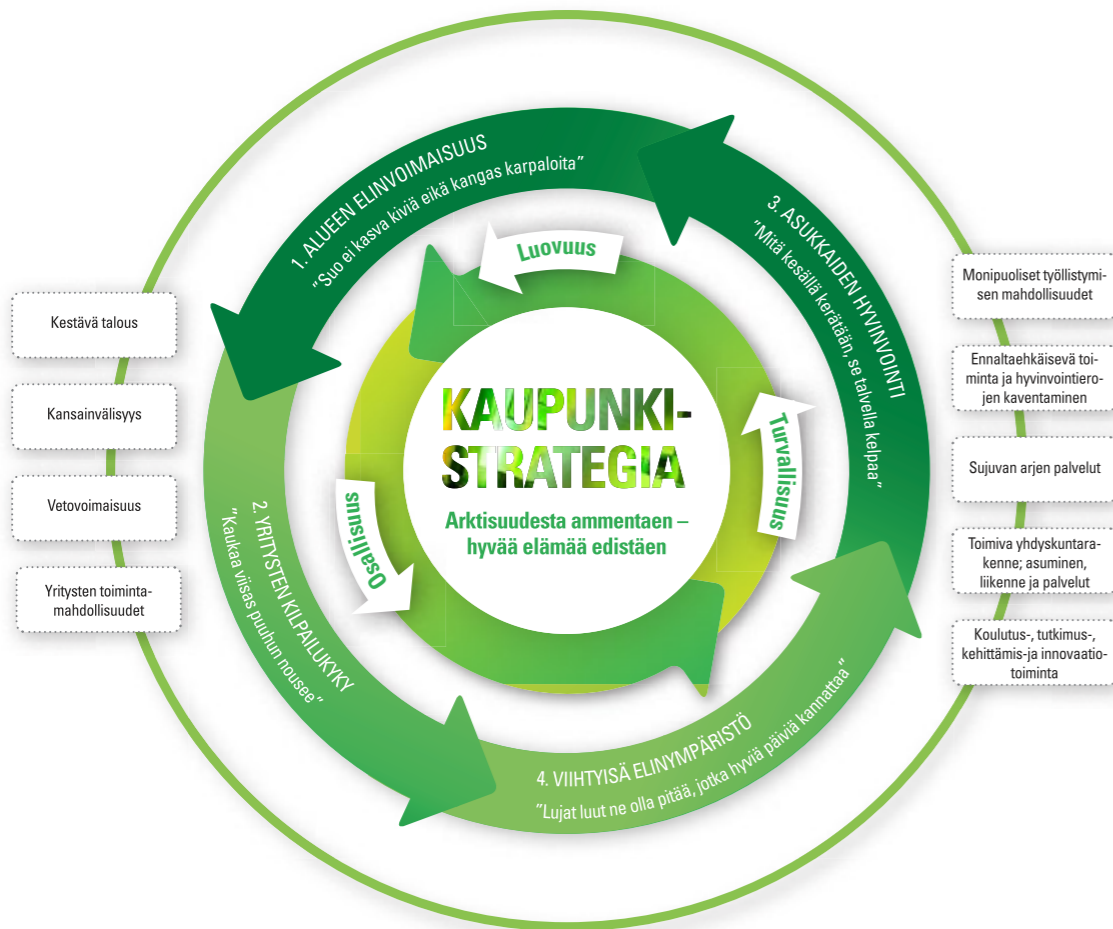 KAUPUNKI-
STRATEGIA
Arktisuudesta ammentaen –
hyvää elämää edistäen
Luovuus
Turvallisuus
Osallisuus
1. ALUEEN ELINVOIMAISUUS
"Suo ei kasva kiviä eikä kangas karpaloita"
2. YRITYSTEN KILPAILUKYKY
"Kaukaa viisas puuhun nousee"
3. ASUKKAIDEN HYVINVOINTI
"Mitä kesällä kerätään, se talvella kelpaa"
4. VIIHTYISÄ ELINYMPÄRISTÖ
"Lujat luut ne olla pitää, jotka hyviä päiviä kannattaa"
Kestävä talous
Kansainvälisyys
Vetovoimaisuus
Yritysten toiminta-
mahdollisuudet
Monipuoliset työllistymi-
sen mahdollisuudet
Ennaltaehkäisevä toi-
minta ja hyvinvointiero-
jen kaventaminen
Sujuvan arjen palvelut
Toimiva yhdyskuntara-
kenne; asuminen,
liikenne ja palvelut
Koulutus-, tutkimus-,
kehittämis-ja innovaatio-
toiminta